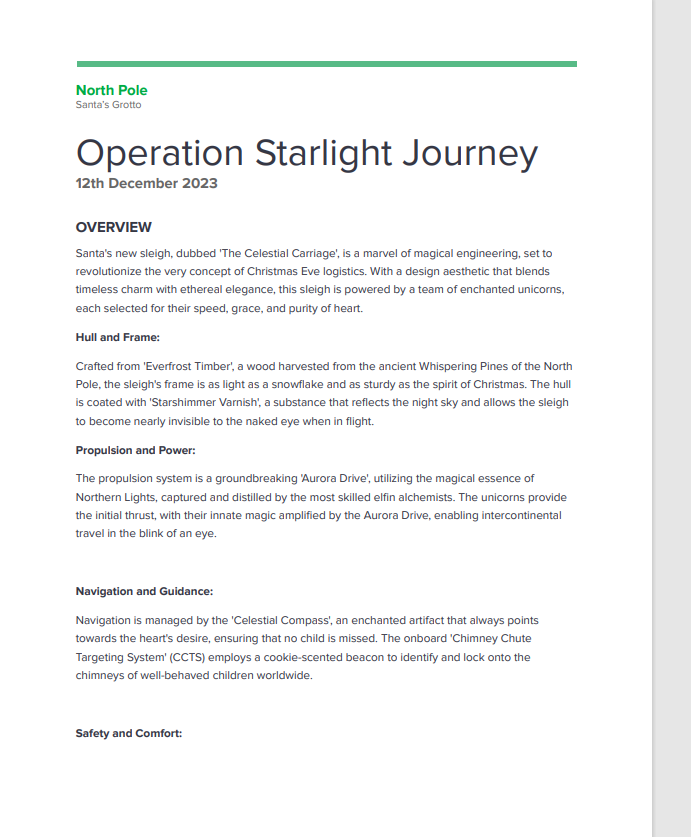 North Pole
Santa's Grotto
Operation Starlight Journey
12th December 2023
OVERVIEW
Santa's new sleigh, dubbed 'The Celestial Carriage', is a marvel of magical engineering, set to
revolutionize the very concept of Christmas Eve logistics. With a design aesthetic that blends
timeless charm with ethereal elegance, this sleigh is powered by a team of enchanted unicorns,
each selected for their speed, grace, and purity of heart.
Hull and Frame:
Crafted from 'Everfrost Timber', a wood harvested from the ancient Whispering Pines of the North
Pole, the sleigh's frame is as light as a snowflake and as sturdy as the spirit of Christmas. The hull
is coated with 'Starshimmer Varnish', a substance that reflects the night sky and allows the sleigh
to become nearly invisible to the naked eye when in flight.
Propulsion and Power:
The propulsion system is a groundbreaking 'Aurora Drive', utilizing the magical essence of
Northern Lights, captured and distilled by the most skilled elfin alchemists. The unicorns provide
the initial thrust, with their innate magic amplified by the Aurora Drive, enabling intercontinental
travel in the blink of an eye.
Navigation and Guidance:
Navigation is managed by the 'Celestial Compass', an enchanted artifact that always points
towards the heart's desire, ensuring that no child is missed. The onboard 'Chimney Chute
Targeting System' (CCTS) employs a cookie-scented beacon to identify and lock onto the
chimneys of well-behaved children worldwide.
Safety and Comfort: